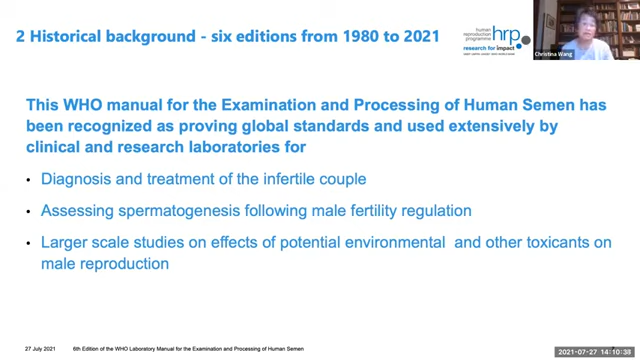 2 Historical background - six editions from 1980 to 2021
human
reproduction
programme
hrp
research for impact
Christina Wang
This WHO manual for the Examination and Processing of Human Semen has
been recognized as proving global standards and used extensively by
clinical and research laboratories for
• Diagnosis and treatment of the infertile couple
• Assessing spermatogenesis following male fertility regulation
• Larger scale studies on effects of potential environmental and other toxicants on
male reproduction
27 July 2021 6th Edition of the WHO Laboratory Manual for the Examination and Processing of Human Semen
2021-07-27 14:10:38